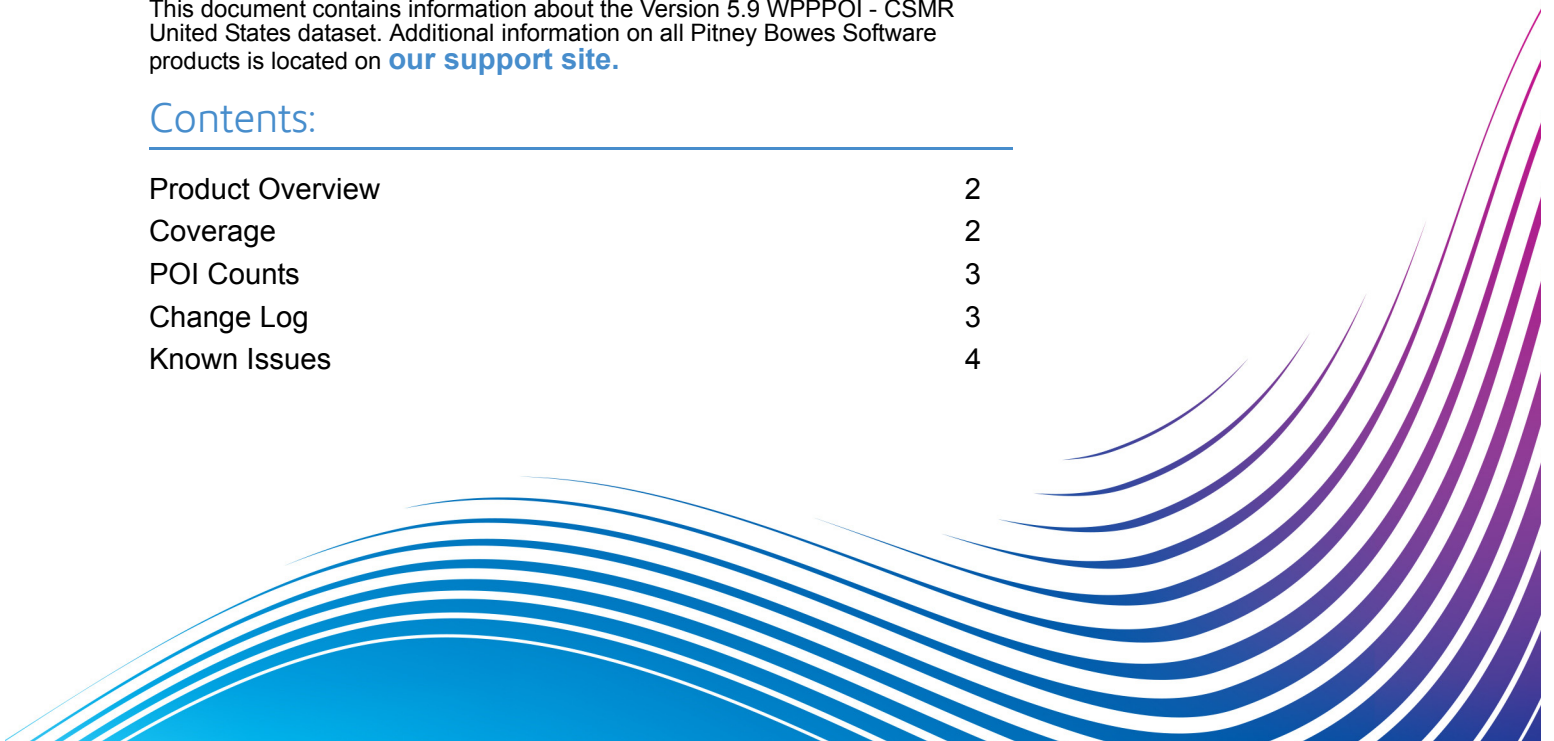 This document contains information about the Version 5.9 WPPPOI - CSMR
United States dataset. Additional information on all Pitney Bowes Software
products is located on our support site.
Contents:
Product Overview 2
Coverage 2
POI Counts 3
Change Log 3
Known Issues 4